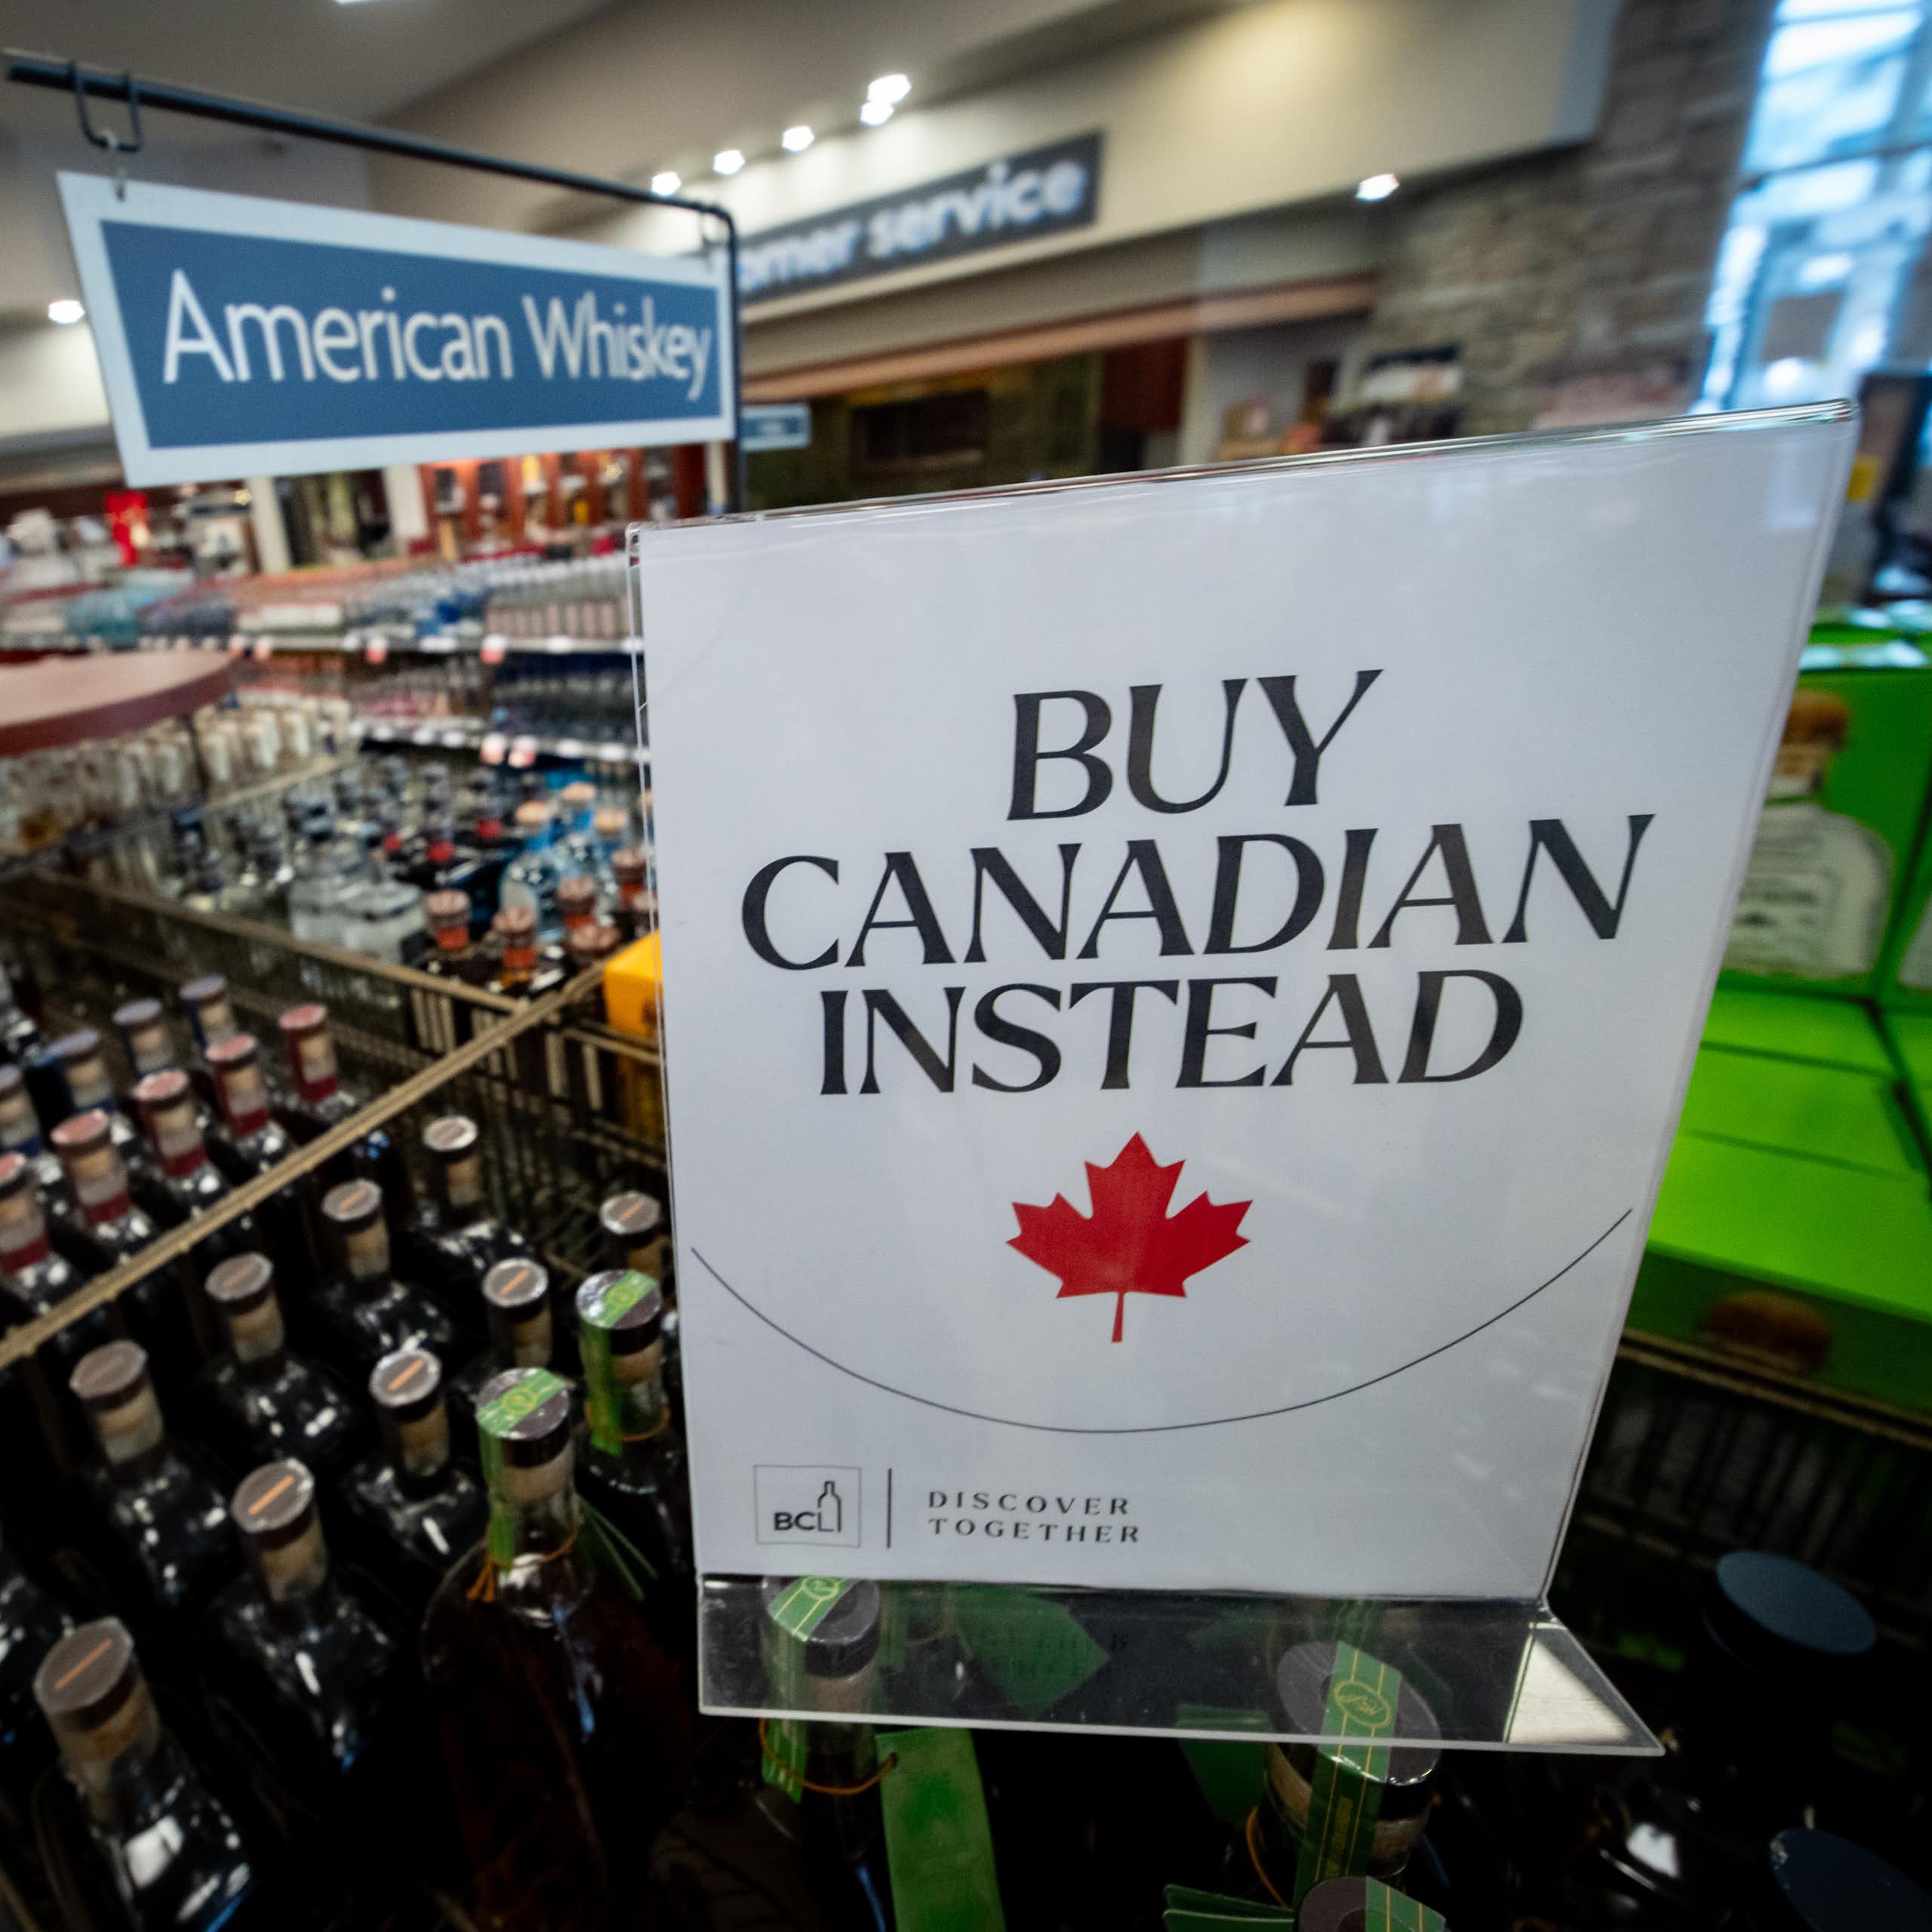 American Whiskey
omer service
BUY
CANADIAN
INSTEAD
BCL
DISCOVER
TOGETHER